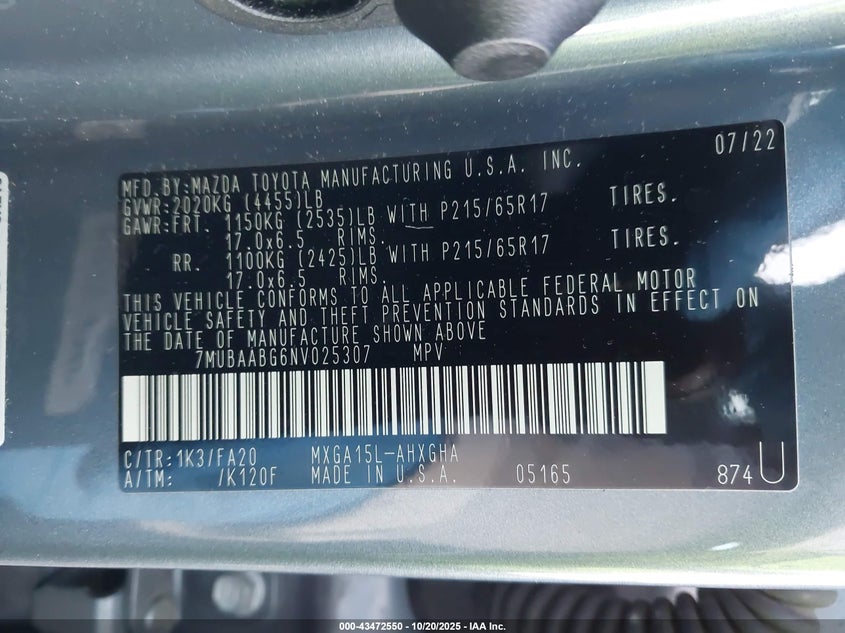 07/22
MFD. BY:MAZDA TOYOTA MANUFACTURING U.S.A. INC.
GVWR:2020KG (4455)LB
GAWR:FRT. 1150KG (2535)LB WITH P215/65R17 TIRES.
17.0x6.5 RIMS.
RR. 1100KG (2425)LB WITH P215/65R17 TIRES.
17.0x6.5 RIMS.
THIS VEHICLE CONFORMS TO ALL APPLICABLE FEDERAL MOTOR
VEHICLE SAFETY AND THEFT PREVENTION STANDARDS IN EFFECT ON
THE DATE OF MANUFACTURE SHOWN ABOVE
7MUBAABG6NV025307 MPV
C/TR:1K3/FA20 MXGA15L-AHXGHA
A/TM: /K120F MADE IN U.S.A. 05165 874U
000-43472550 - 10/20/2025 - IAA Inc.